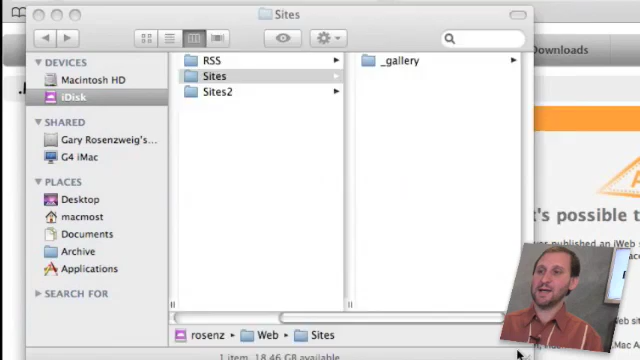 Sites
DEVICES
Macintosh HD
iDisk
SHARED
Gary Rosenzweig's...
G4 iMac
PLACES
Desktop
macmost
Documents
Archive
Applications
SEARCH FOR
RSS
Sites
Sites2
_gallery
rosenz
Web
Sites
1 item, 18.46 GB available
Downloads
.M
A
's possible t
published an iWeb s